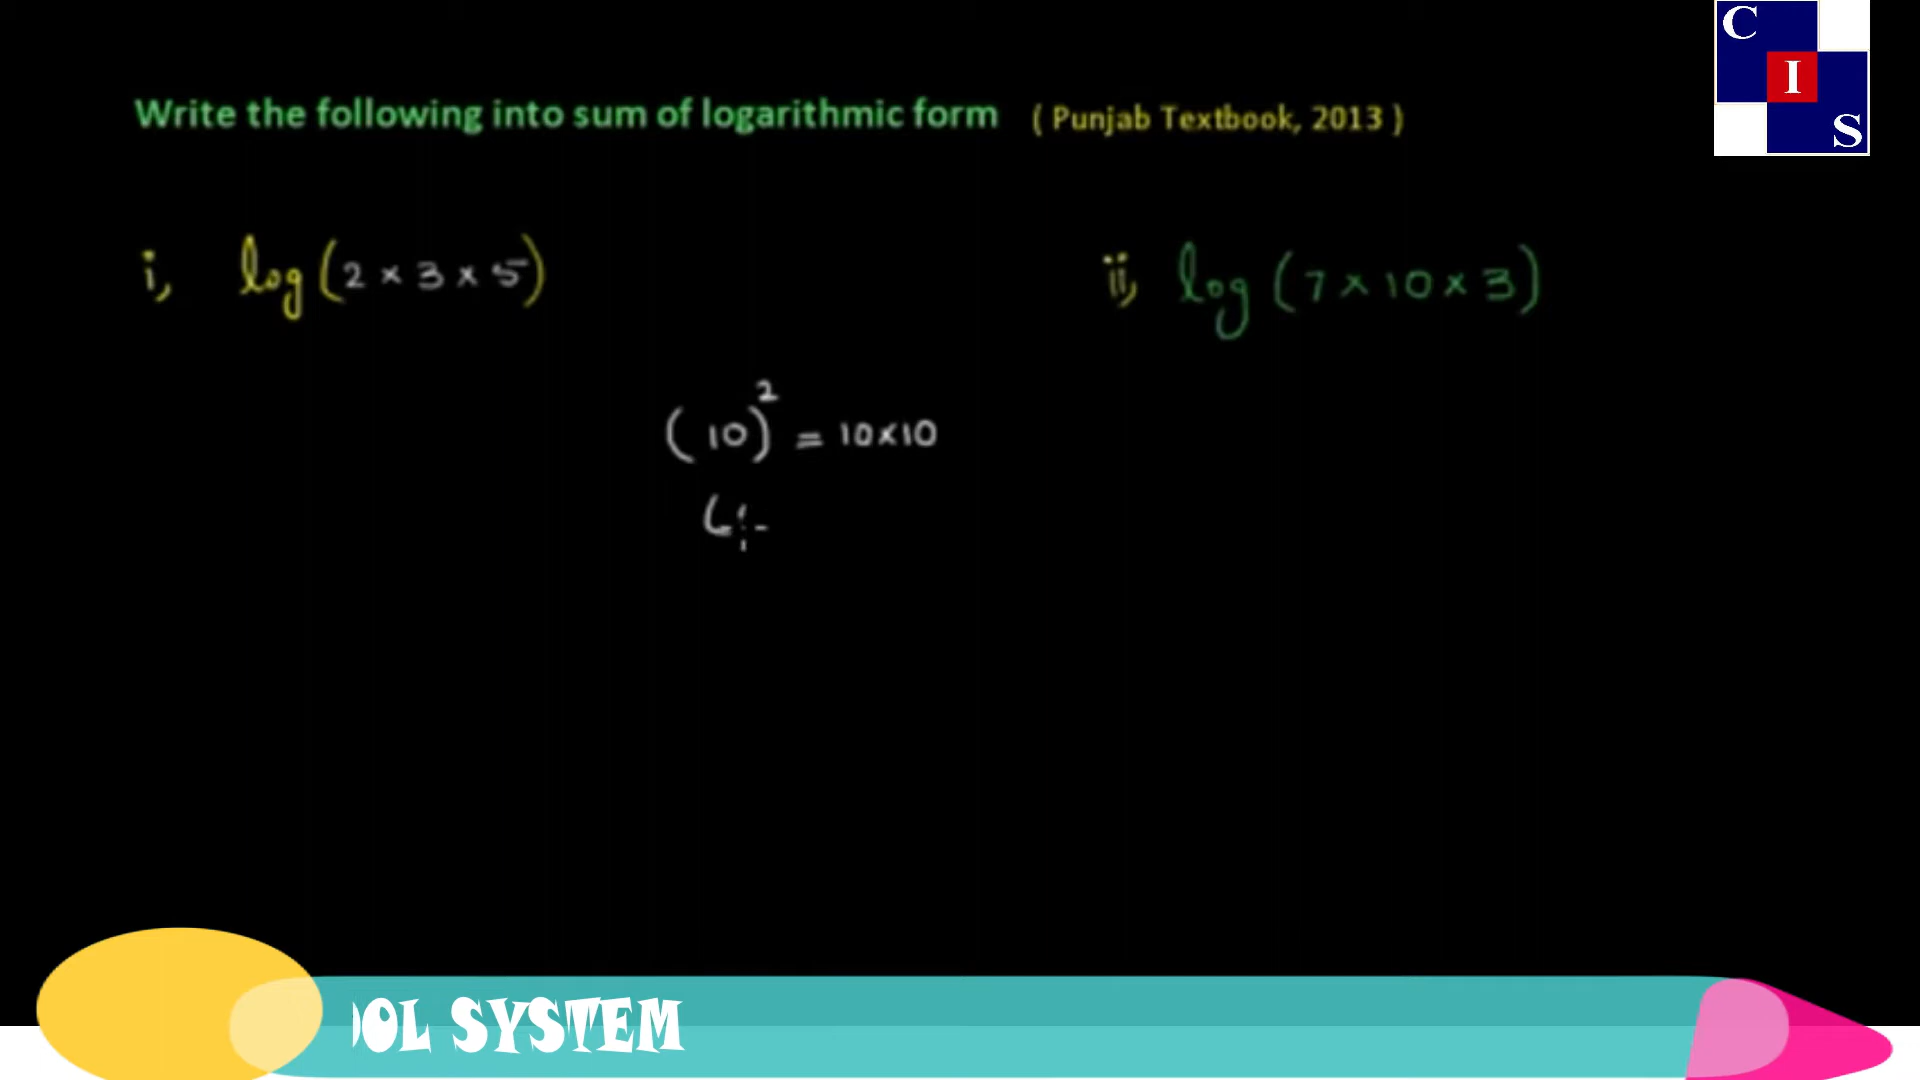 C
I
S
Write the following into sum of logarithmic form ( Punjab Textbook, 2013 )
i, log (2 × 3 × 5)
ii, log (7 × 10 × 3)
(10)² = 10×10
SYSTEM